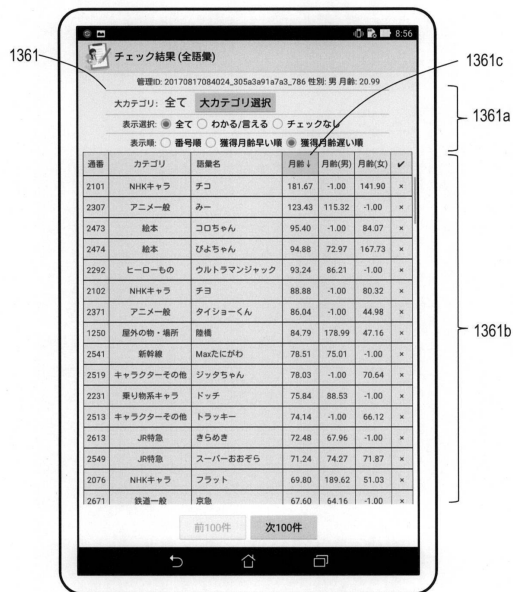 8:56
チェック結果 (全語彙)
管理ID: 20170817084024_305a3a91a7a3_786 性別: 男 月齢: 20.99
大カテゴリ: 全て 大カテゴリ選択
表示選択: 全て わかる/言える チェックなし
表示順: 番号順 獲得月齢早い順 獲得月齢遅い順
通番 カテゴリ 語彙名 月齢↓ 月齢(男) 月齢(女) ✔
2101 NHKキャラ チコ 181.67 -1.00 141.90 ×
2307 アニメ一般 みー 123.43 115.32 -1.00 ×
2473 絵本 コロちゃん 95.40 -1.00 84.07 ×
2474 絵本 ぴよちゃん 94.88 72.97 167.73 ×
2292 ヒーローもの ウルトラマンジャック 93.24 86.21 -1.00 ×
2102 NHKキャラ チヨ 88.88 -1.00 80.32 ×
2371 アニメ一般 タイショーくん 86.04 -1.00 44.98 ×
1250 屋外の物・場所 陸橋 84.79 178.99 47.16 ×
2541 新幹線 Maxたにがわ 78.51 75.01 -1.00 ×
2519 キャラクターその他 ジッタちゃん 78.03 -1.00 70.64 ×
2231 乗り物系キャラ ドッチ 75.84 88.53 -1.00 ×
2513 キャラクターその他 トラッキー 74.14 -1.00 66.12 ×
2613 JR特急 きらめき 72.48 67.96 -1.00 ×
2549 JR特急 スーパーおおぞら 71.24 74.27 71.87 ×
2076 NHKキャラ フラット 69.80 189.62 51.03 ×
2671 鉄道一般 京急 67.60 64.16 -1.00 ×
前100件 次100件
1361
1361c
1361a
1361b